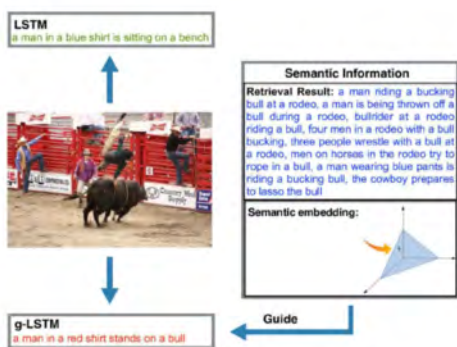 LSTM
a man in a blue shirt is sitting on a bench
Semantic Information
Retrieval Result: a man riding a bucking
bull at a rodeo, a man is being thrown off a
bull during a rodeo, bullrider at a rodeo
riding a bull, four men in a rodeo with a bull
bucking, three people wrestle with a bull
at a rodeo, men on horses in the rodeo try to
rope in a bull, a man wearing blue pants is
riding a bucking bull, the cowboy prepares
to lasso the bull
Semantic embedding:
Supply
Guide
g-LSTM
a man in a red shirt stands on a bull